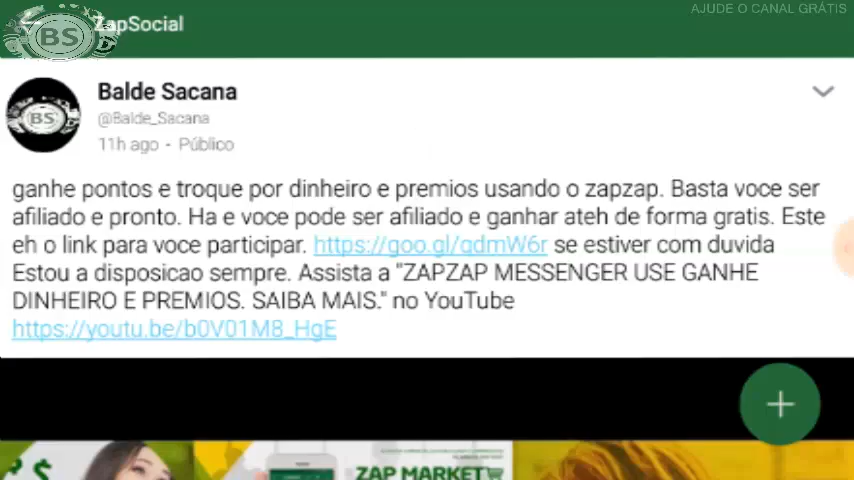 AJUDE O CANAL GRÁTIS
BS
ZapSocial
Balde Sacana
BS
@Balde_Sacana
11h ago - Público
ganhe pontos e troque por dinheiro e premios usando o zapzap. Basta voce ser
afiliado e pronto. Ha e voce pode ser afiliado e ganhar ateh de forma gratis. Este
eh o link para voce participar. https://goo.gl/qdmW6r se estiver com duvida
Estou a disposicao sempre. Assista a "ZAPZAP MESSENGER USE GANHE
DINHEIRO E PREMIOS. SAIBA MAIS." no YouTube
https://youtu.be/b0V01M8_HgE
+
$
ZAP MARKET